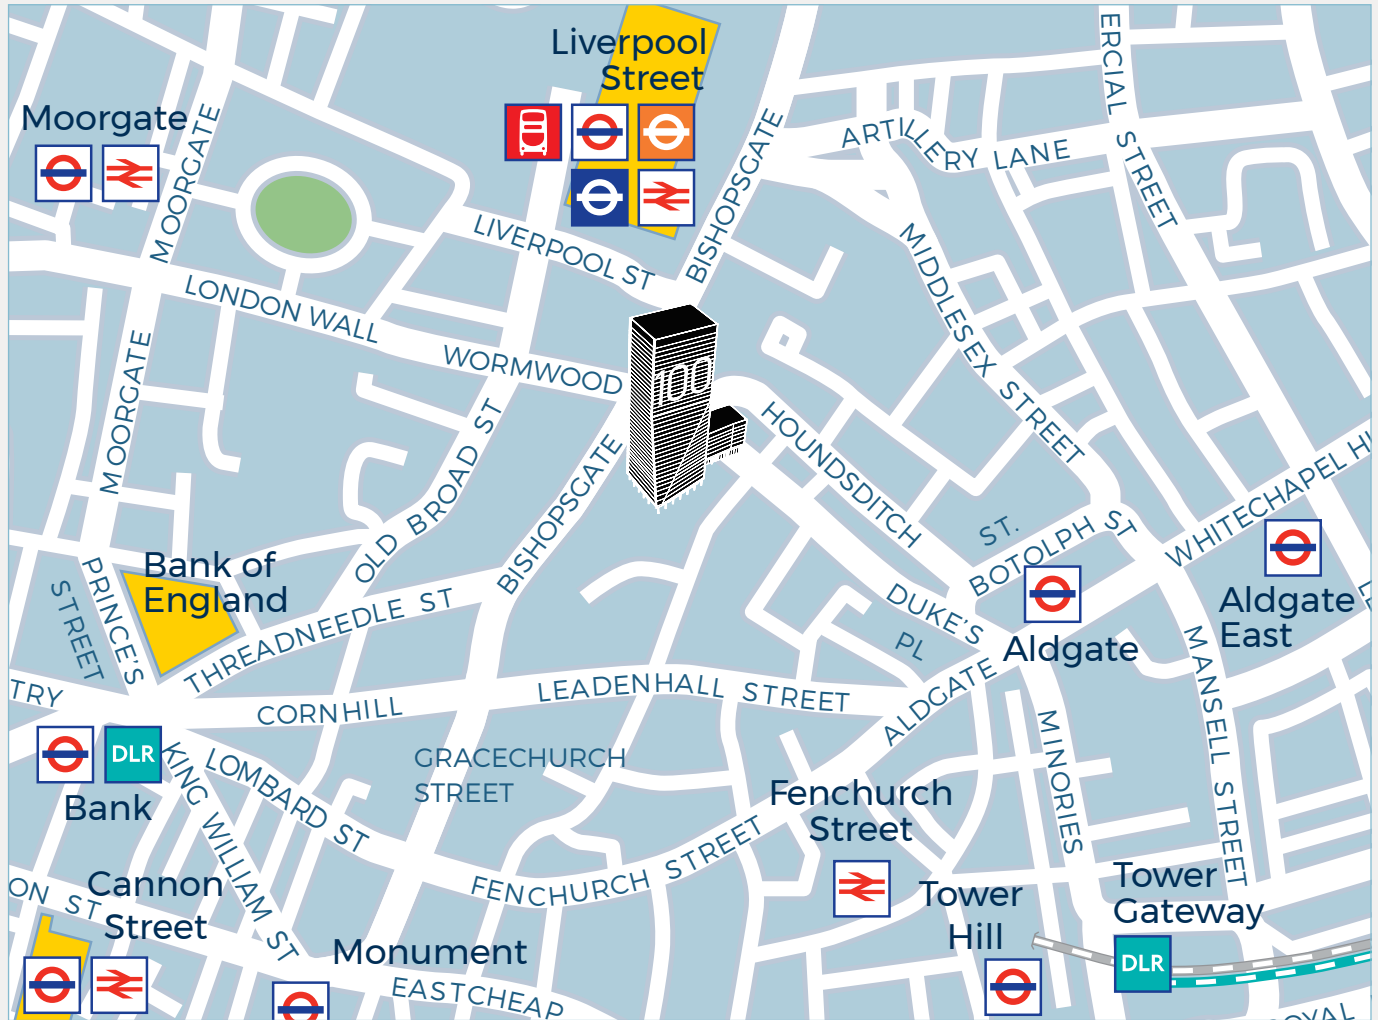 Liverpool
Street
ERCIAL STREET
Moorgate
MOORGATE
ARTILLERY LANE
BISHOPSGATE
LIVERPOOL ST
MIDDLESEX STREET
LONDON WALL
WORMWOOD
MOORGATE
100
HOUNDSDITCH
OLD BROAD ST
BISHOPSGATE
WHITECHAPEL HI
ST.
BOTOLPH ST
Bank of
England
PRINCE'S
STREET
THREADNEEDLE ST
DUKE'S
PL
Aldgate
Aldgate
East
MANSELL STREET
TRY
CORNHILL
LEADENHALL STREET
ALDGATE
MINORIES
DLR
Bank
KING WILLIAM ST
LOMBARD ST
GRACECHURCH
STREET
Fenchurch
Street
FENCHURCH STREET
ON ST
Cannon
Street
Tower
Hill
Tower
Gateway
DLR
Monument
EASTCHEAP
OYAL